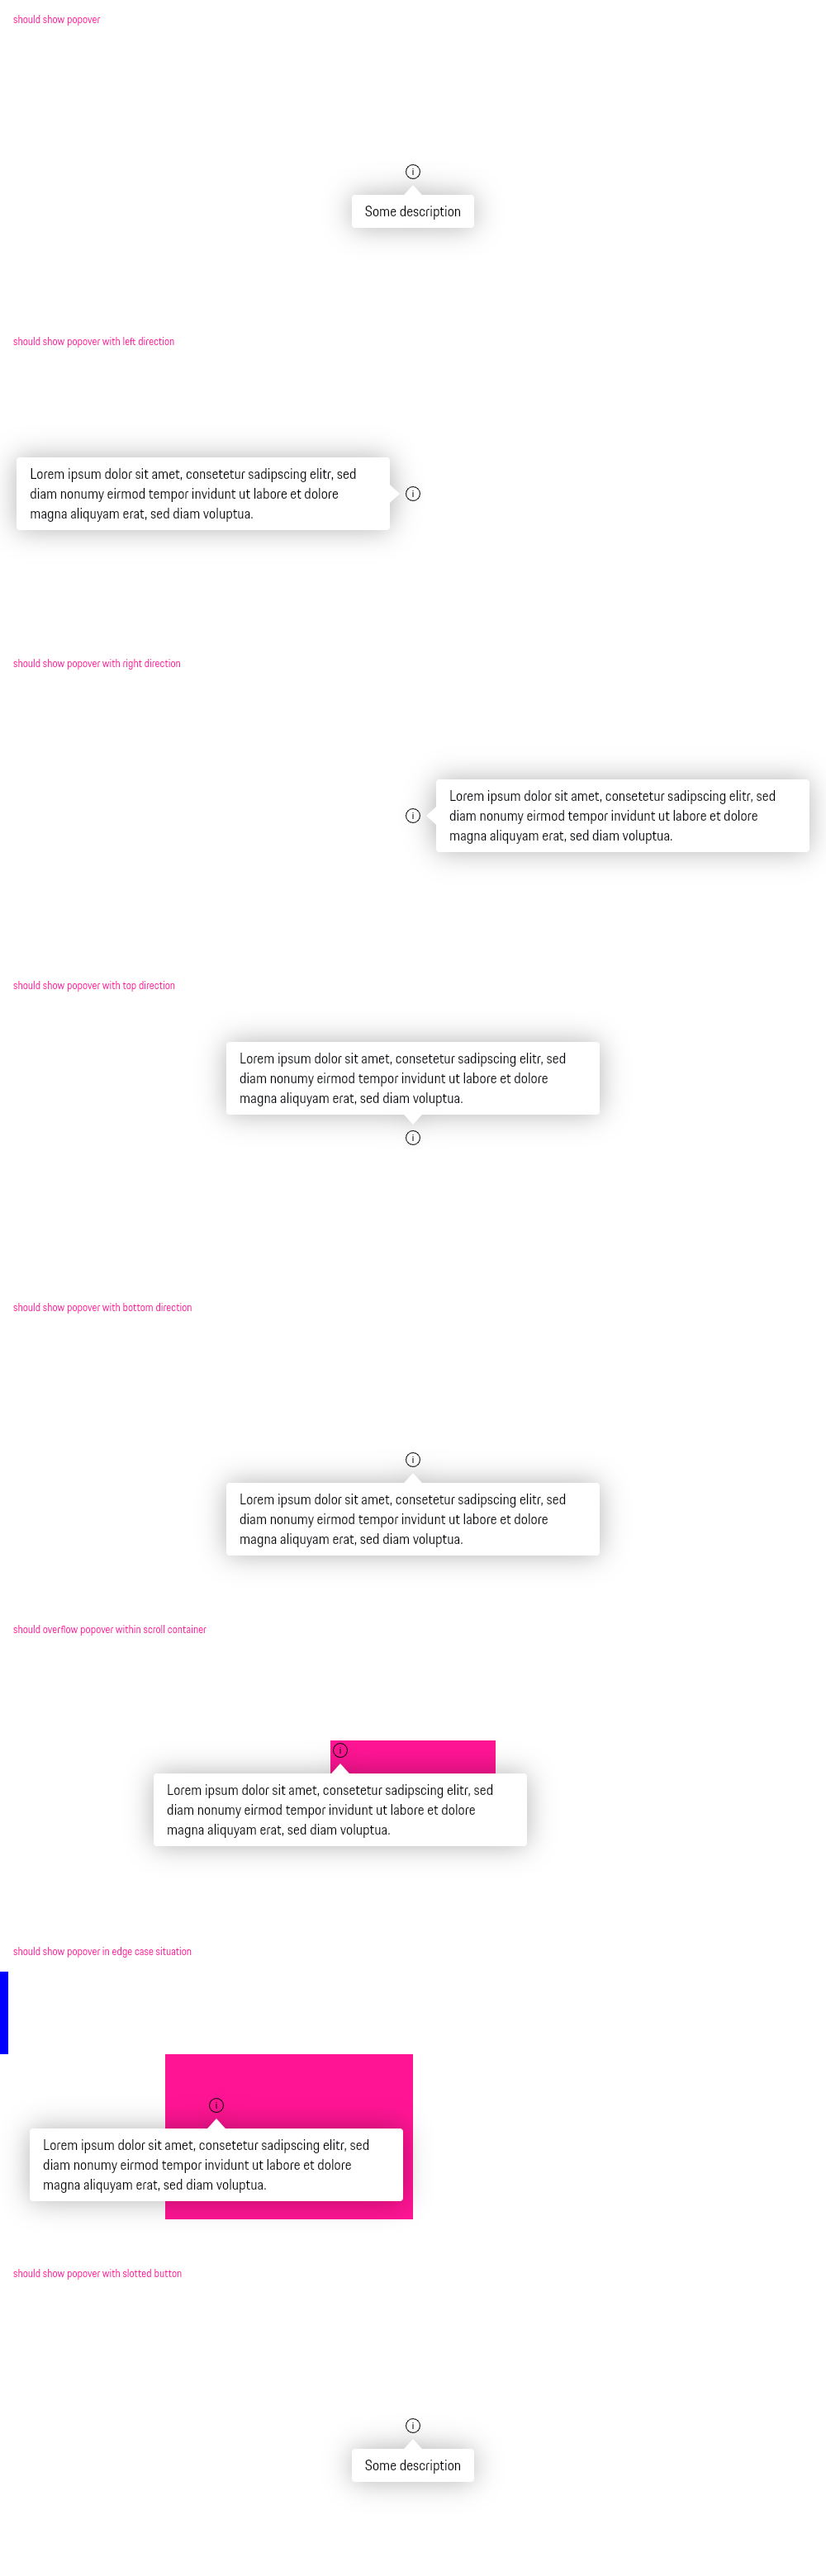 should show popover
Some description
should show popover with left direction
Lorem ipsum dolor sit amet, consetetur sadipscing elitr, sed
diam nonumy eirmod tempor invidunt ut labore et dolore
magna aliquyam erat, sed diam voluptua.
should show popover with right direction
Lorem ipsum dolor sit amet, consetetur sadipscing elitr, sed
diam nonumy eirmod tempor invidunt ut labore et dolore
magna aliquyam erat, sed diam voluptua.
should show popover with top direction
Lorem ipsum dolor sit amet, consetetur sadipscing elitr, sed
diam nonumy eirmod tempor invidunt ut labore et dolore
magna aliquyam erat, sed diam voluptua.
should show popover with bottom direction
Lorem ipsum dolor sit amet, consetetur sadipscing elitr, sed
diam nonumy eirmod tempor invidunt ut labore et dolore
magna aliquyam erat, sed diam voluptua.
should overflow popover within scroll container
Lorem ipsum dolor sit amet, consetetur sadipscing elitr, sed
diam nonumy eirmod tempor invidunt ut labore et dolore
magna aliquyam erat, sed diam voluptua.
should show popover in edge case situation
Lorem ipsum dolor sit amet, consetetur sadipscing elitr, sed
diam nonumy eirmod tempor invidunt ut labore et dolore
magna aliquyam erat, sed diam voluptua.
should show popover with slotted button
Some description